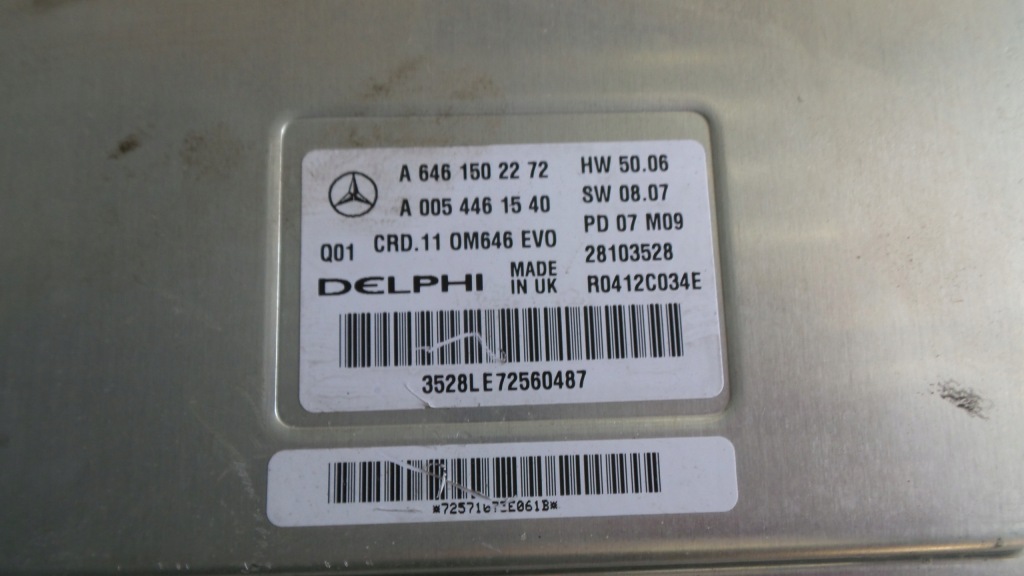 A 646 150 22 72 HW 50.06
A 005 446 15 40 SW 08.07
Q01 CRD.11 OM646 EVO PD 07 M09
28103528
DELPHI MADE IN UK R0412C034E
3528LE72560487